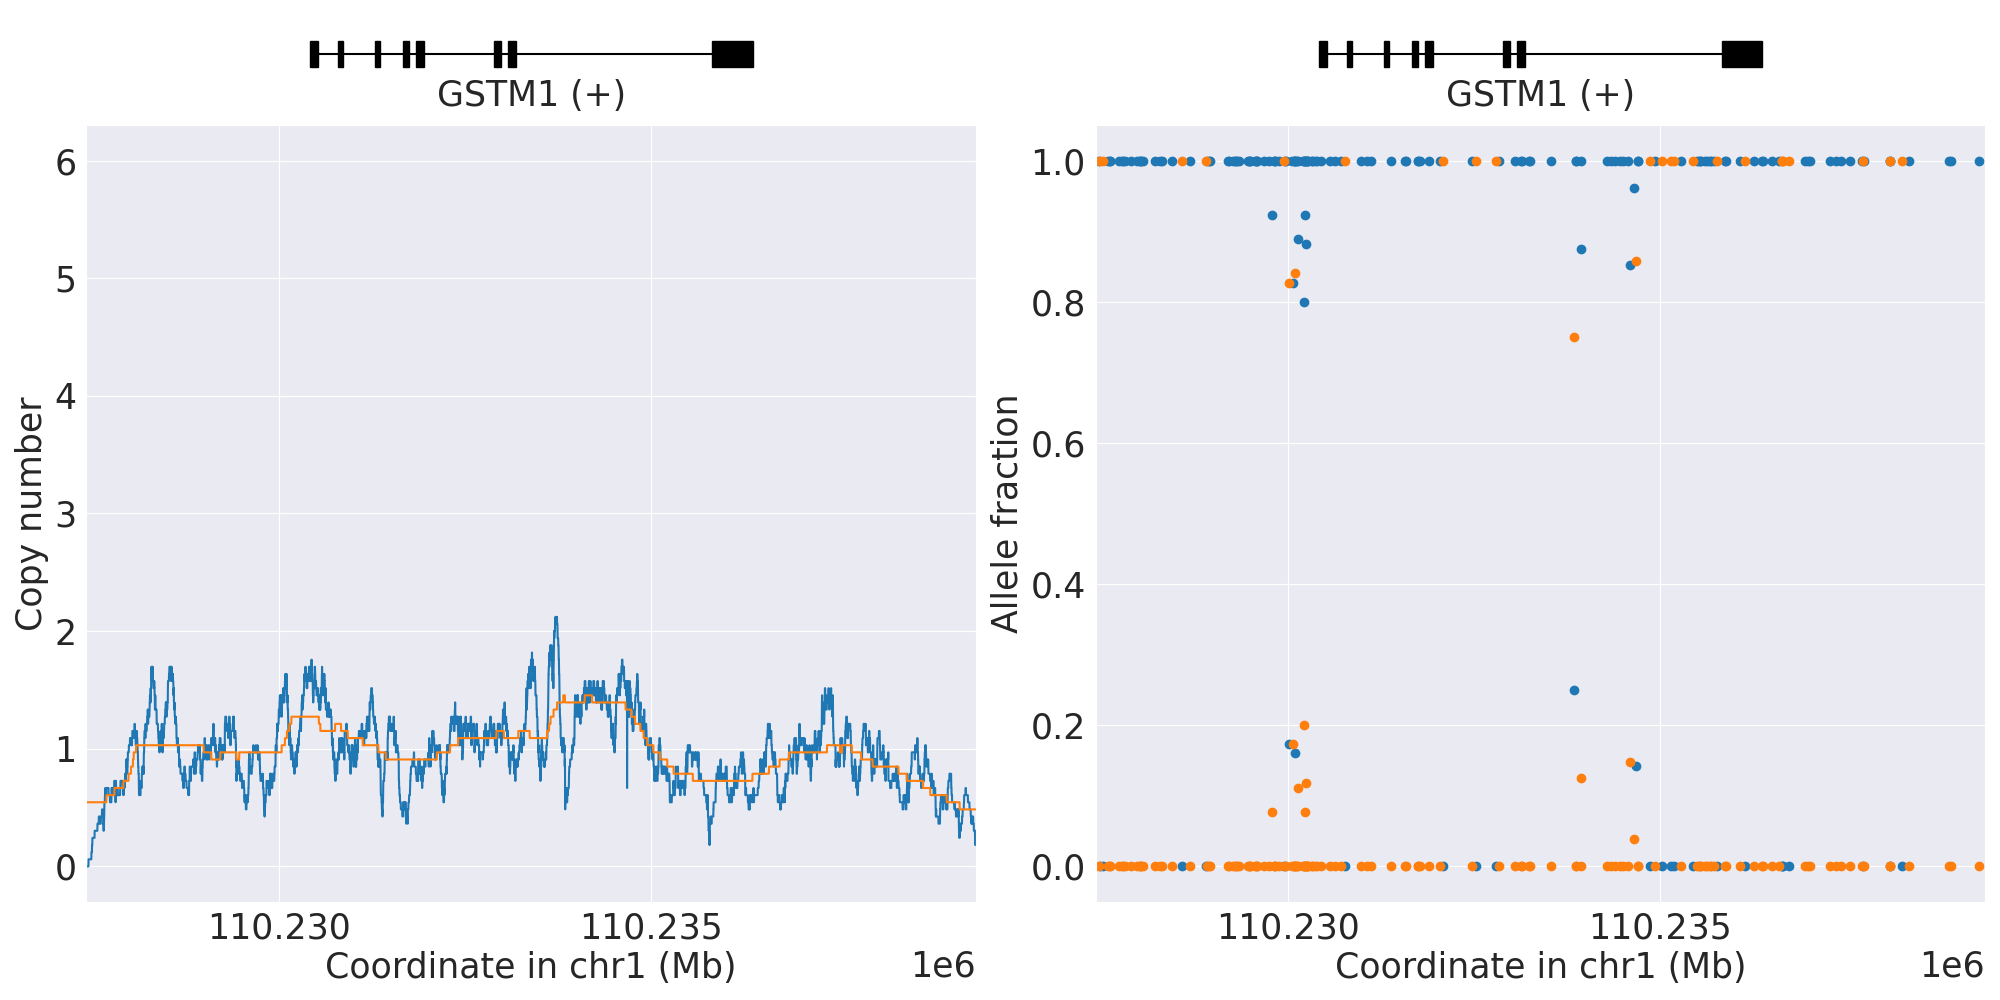 GSTM1 (+)
6
5
4
3
2
1
0
Copy number
110.230
110.235
Coordinate in chr1 (Mb)
1e6
GSTM1 (+)
1.0
0.8
0.6
0.4
0.2
0.0
Allele fraction
110.230
110.235
Coordinate in chr1 (Mb)
1e6